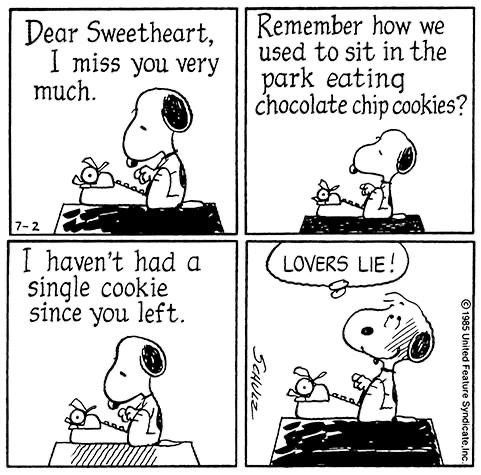 Dear Sweetheart,
I miss you very
much.
7-2
Remember how we
used to sit in the
park eating
chocolate chip cookies?
I haven't had a
single cookie
since you left.
LOVERS LIE!
SCHULZ
© 1985 United Feature Syndicate, Inc.